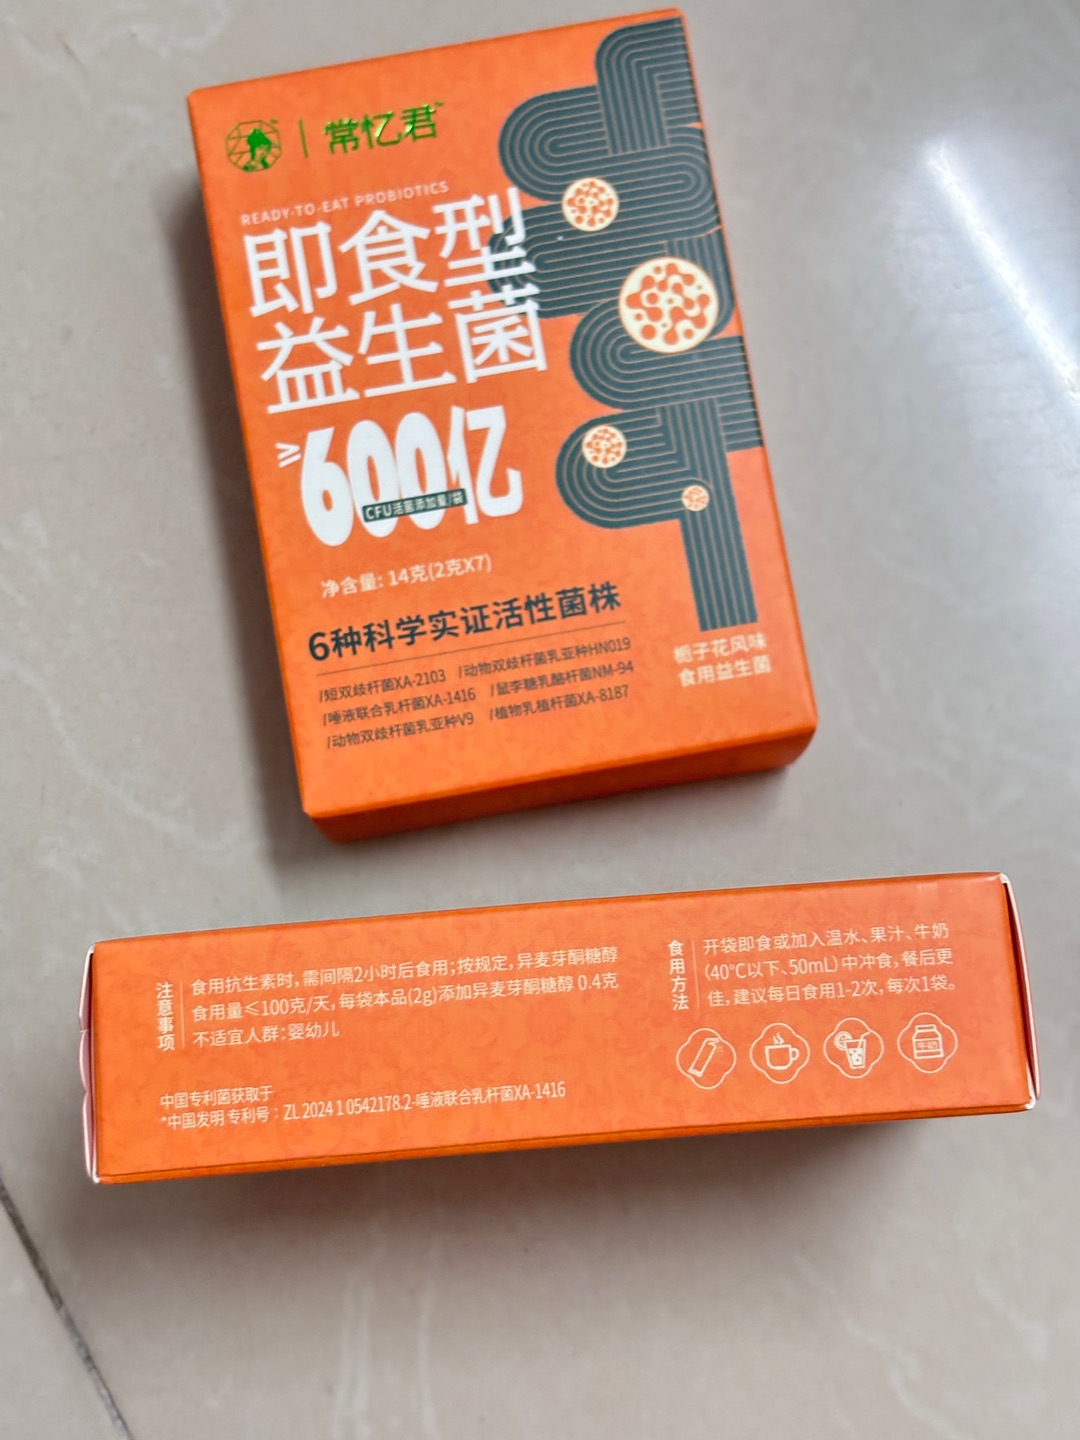 常忆君
READY-TO-EAT PROBIOTICS
即食型
益生菌
≥600亿
CFU活菌添加量/袋
净含量: 14克(2克X7)
6种科学实证活性菌株
/短双歧杆菌XA-2103 /动物双歧杆菌乳亚种HN019
/唾液联合乳杆菌XA-1416 /鼠李糖乳酪杆菌NM-94
/动物双歧杆菌乳亚种V9 /植物乳植杆菌XA-8187
栀子花风味
食用益生菌
注意事项
食用抗生素时,需间隔2小时后食用;按规定,异麦芽酮糖醇
食用量≤100克/天,每袋本品(2g)添加异麦芽酮糖醇 0.4克
不适宜人群:婴幼儿
中国专利菌获取于
*中国发明专利号:ZL 2024 1 0542178.2-唾液联合乳杆菌XA-1416
食用方法
开袋即食或加入温水、果汁、牛奶
(40°C以下、50mL)中冲食,餐后更
佳,建议每日食用1-2次,每次1袋。
牛奶